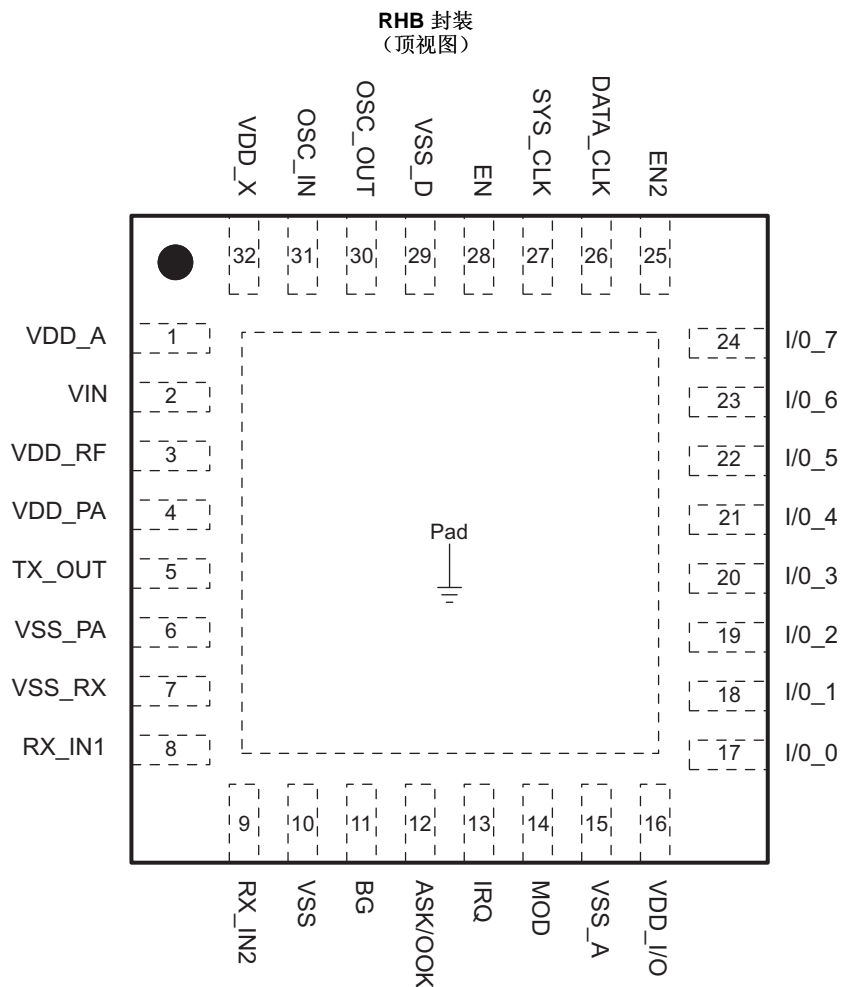 RHB 封装
（顶视图）
VDD_X
OSC_IN
OSC_OUT
VSS_D
EN
SYS_CLK
DATA_CLK
EN2
32
31
30
29
28
27
26
25
VDD_A 1
VIN 2
VDD_RF 3
VDD_PA 4
TX_OUT 5
VSS_PA 6
VSS_RX 7
RX_IN1 8
Pad
24 I/0_7
23 I/0_6
22 I/0_5
21 I/0_4
20 I/0_3
19 I/0_2
18 I/0_1
17 I/0_0
9
10
11
12
13
14
15
16
RX_IN2
VSS
BG
ASK/OOK
IRQ
MOD
VSS_A
VDD_I/O